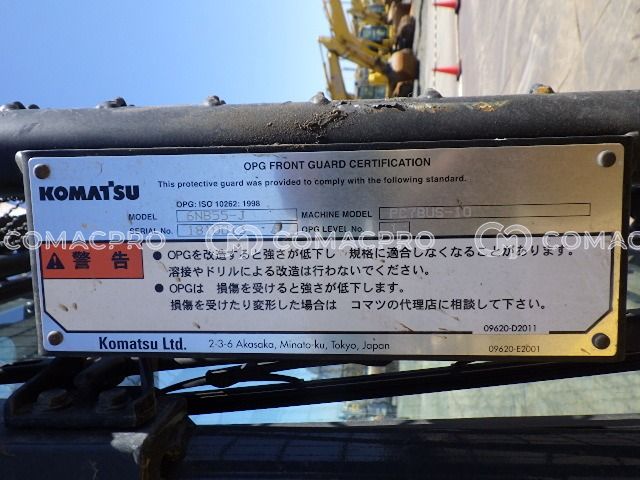 OPG FRONT GUARD CERTIFICATION
KOMATSU
This protective guard was provided to comply with the following standard.
OPG: ISO 10262: 1998
MODEL 6NB55-J MACHINE MODEL PC78US-10
SERIAL No. OPG LEVEL
警告
● OPGを改造すると強さが低下し、規格に適合しなくなることがあります。
溶接やドリルによる改造は行わないでください。
● OPGは 損傷を受けると強さが低下します。
損傷を受けたり変形した場合は コマツの代理店に相談して下さい。
09620-D2011
Komatsu Ltd. 2-3-6 Akasaka, Minato-ku, Tokyo, Japan 09620-E2001
COMACPRO